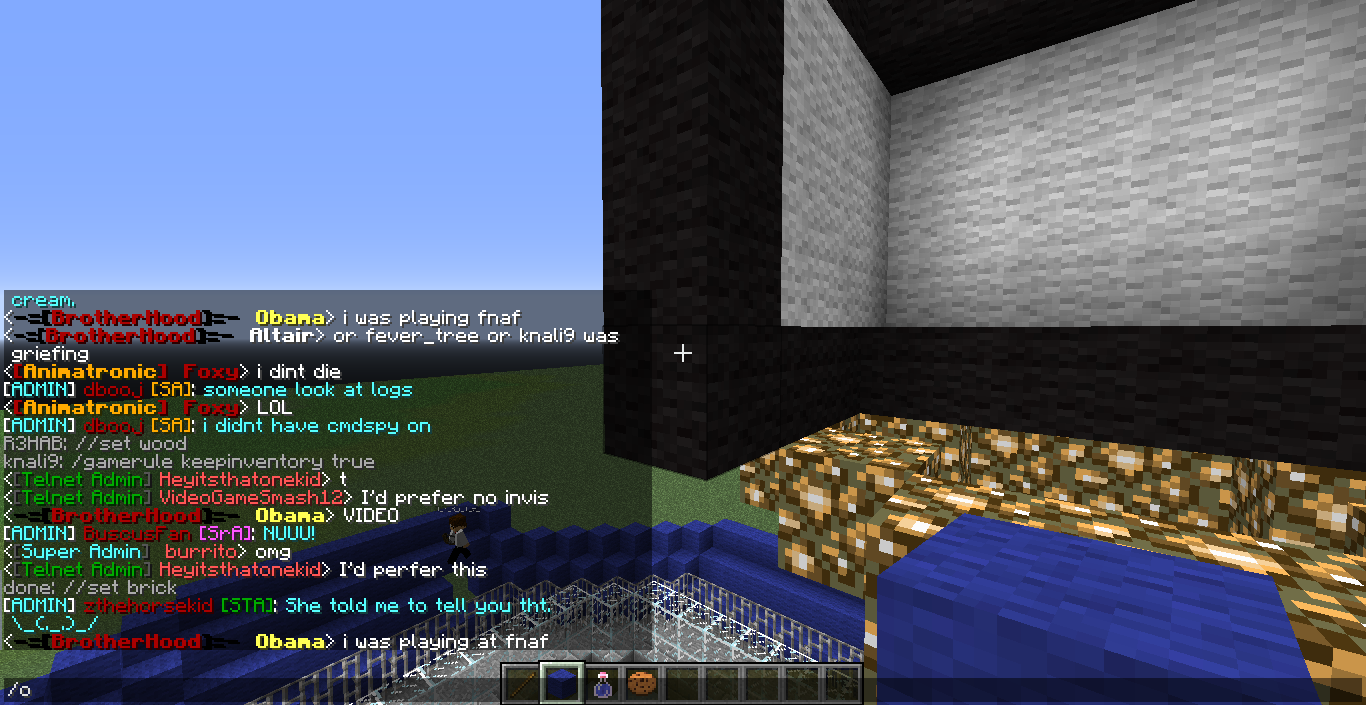 cream.
<-=[BrotherHood]=- Obama> i was playing fnaf
<-=[BrotherHood]=- Altair> or fever_tree or knali9 was
griefing
<[Animatronic] Foxy> i dint die
[ADMIN] dbooj [SA]: someone look at logs
<[Animatronic] Foxy> LOL
[ADMIN] dbooj [SA]: i didnt have cmdspy on
R3HAB: //set wood
knali9: /gamerule keepinventory true
<[Telnet Admin] Heyitsthatonekid> t
<[Telnet Admin] VideoGameSmash12> I'd prefer no invis
<-=[BrotherHood]=- Obama> VIDEO
[ADMIN] BuscusFan [SrA]: NUUU!
<[Super Admin] burrito> omg
<[Telnet Admin] Heyitsthatonekid> I'd perfer this
done: //set brick
[ADMIN] zthehorsekid [STA]: She told me to tell you tht.
\_(._.)_/
<-=[BrotherHood]=- Obama> i was playing at fnaf
/o